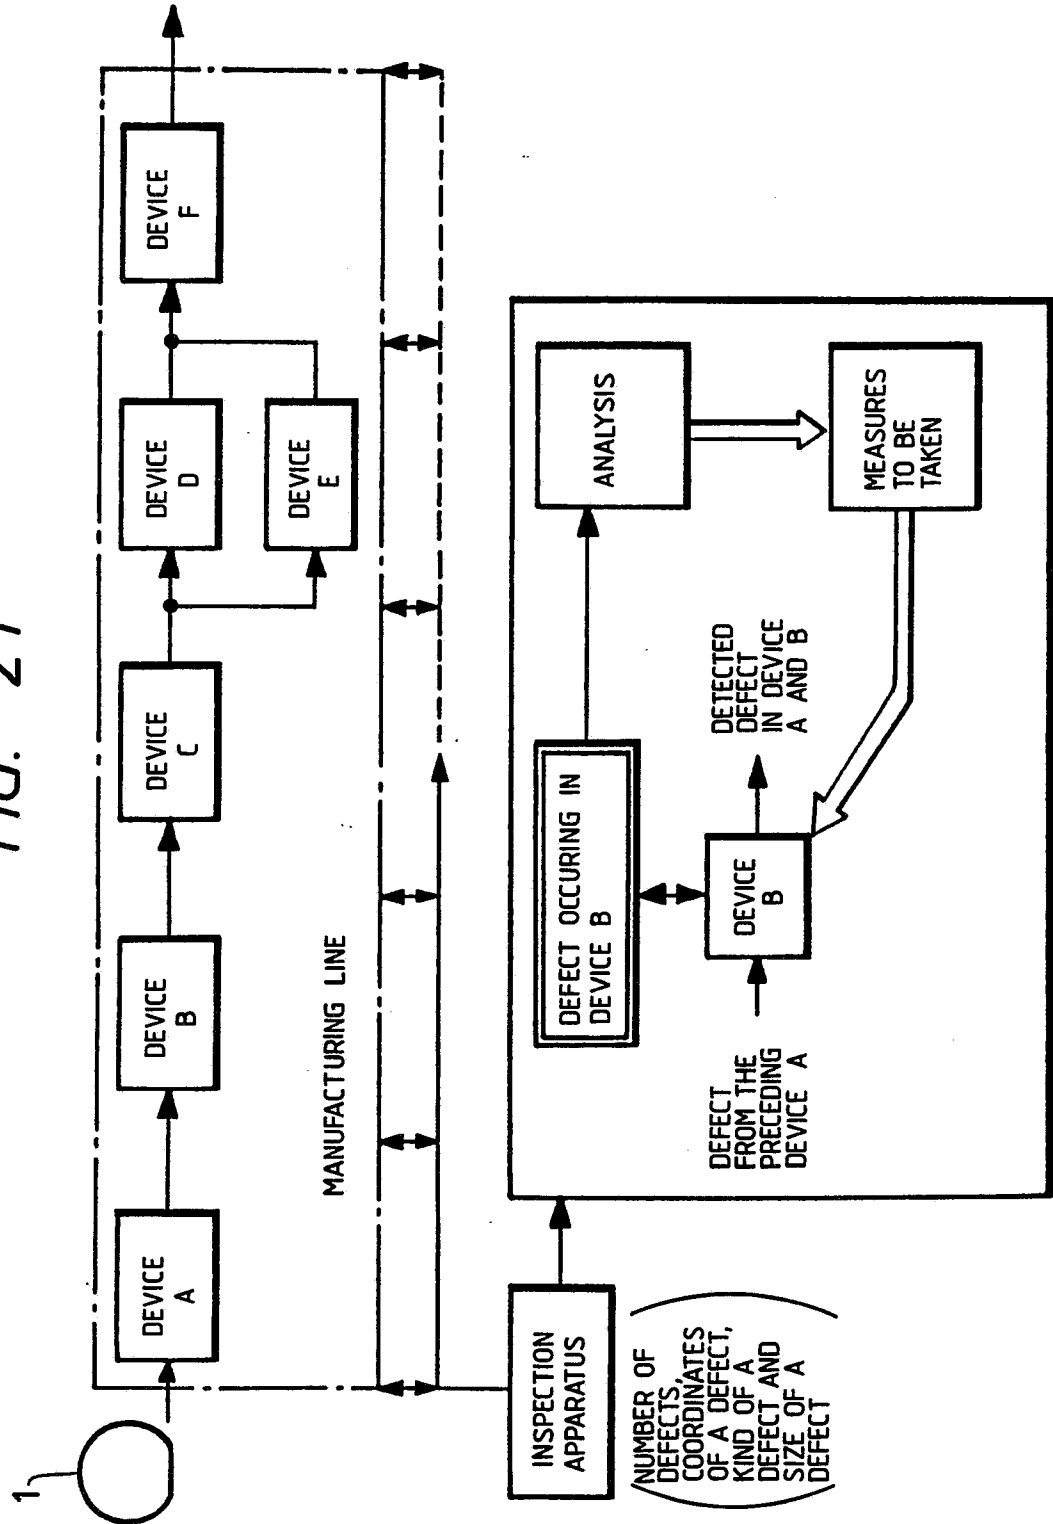 FIG. 21
1
DEVICE
A
DEVICE
B
DEVICE
C
DEVICE
D
DEVICE
E
DEVICE
F
MANUFACTURING LINE
INSPECTION
APPARATUS
NUMBER OF
DEFECTS,
COORDINATES
OF A DEFECT,
KIND OF A
DEFECT AND
SIZE OF A
DEFECT
DEFECT OCCURING IN
DEVICE B
ANALYSIS
DEFECT
FROM THE
PRECEDING
DEVICE A
DEVICE
B
DETECTED
DEFECT
IN DEVICE
A AND B
MEASURES
TO BE
TAKEN